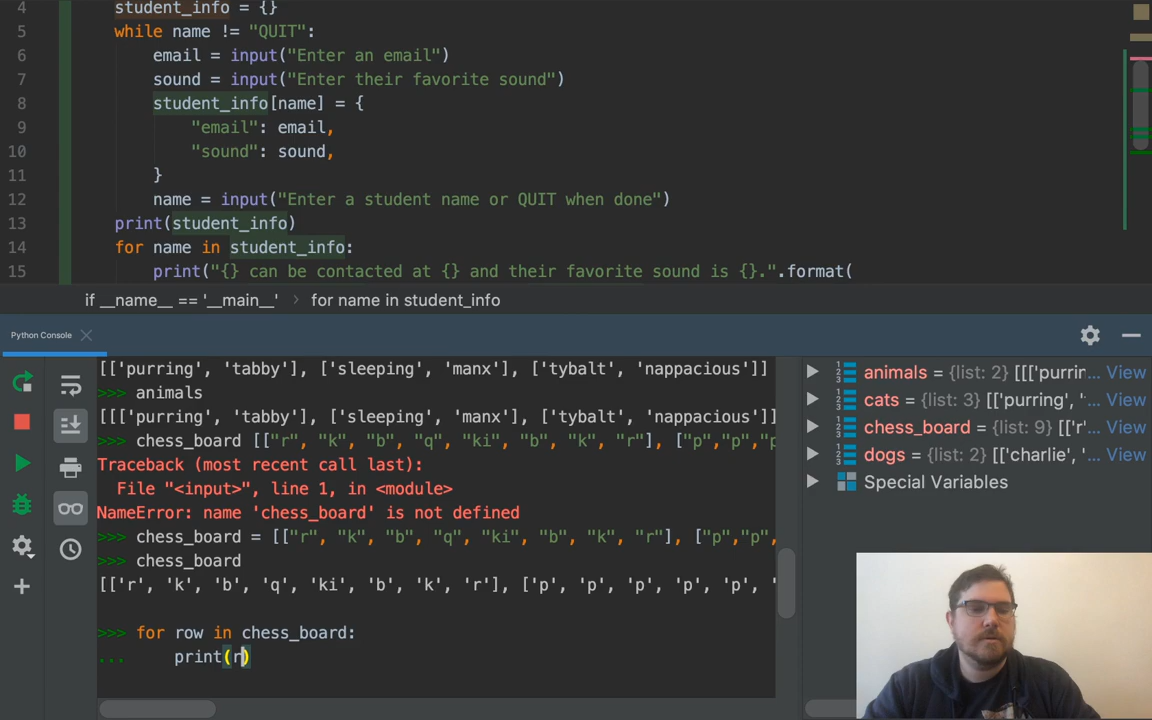 4 student_info = {}
5 while name != "QUIT":
6 email = input("Enter an email")
7 sound = input("Enter their favorite sound")
8 student_info[name] = {
9 "email": email,
10 "sound": sound,
11 }
12 name = input("Enter a student name or QUIT when done")
13 print(student_info)
14 for name in student_info:
15 print("{} can be contacted at {} and their favorite sound is {}.".format(
if __name__ == '__main__' › for name in student_info
Python Console
[['purring', 'tabby'], ['sleeping', 'manx'], ['tybalt', 'nappacious']]
>>> animals
[[['purring', 'tabby'], ['sleeping', 'manx'], ['tybalt', 'nappacious']]
>>> chess_board [["r", "k", "b", "q", "ki", "b", "k", "r"], ["p","p","p
Traceback (most recent call last):
File "<input>", line 1, in <module>
NameError: name 'chess_board' is not defined
>>> chess_board = [["r", "k", "b", "q", "ki", "b", "k", "r"], ["p","p",
>>> chess_board
[['r', 'k', 'b', 'q', 'ki', 'b', 'k', 'r'], ['p', 'p', 'p', 'p', 'p', '
>>> for row in chess_board:
... print(r)
animals = {list: 2} [[['purrin... View
cats = {list: 3} [['purring', '... View
chess_board = {list: 9} [['r'... View
dogs = {list: 2} [['charlie', '... View
Special Variables